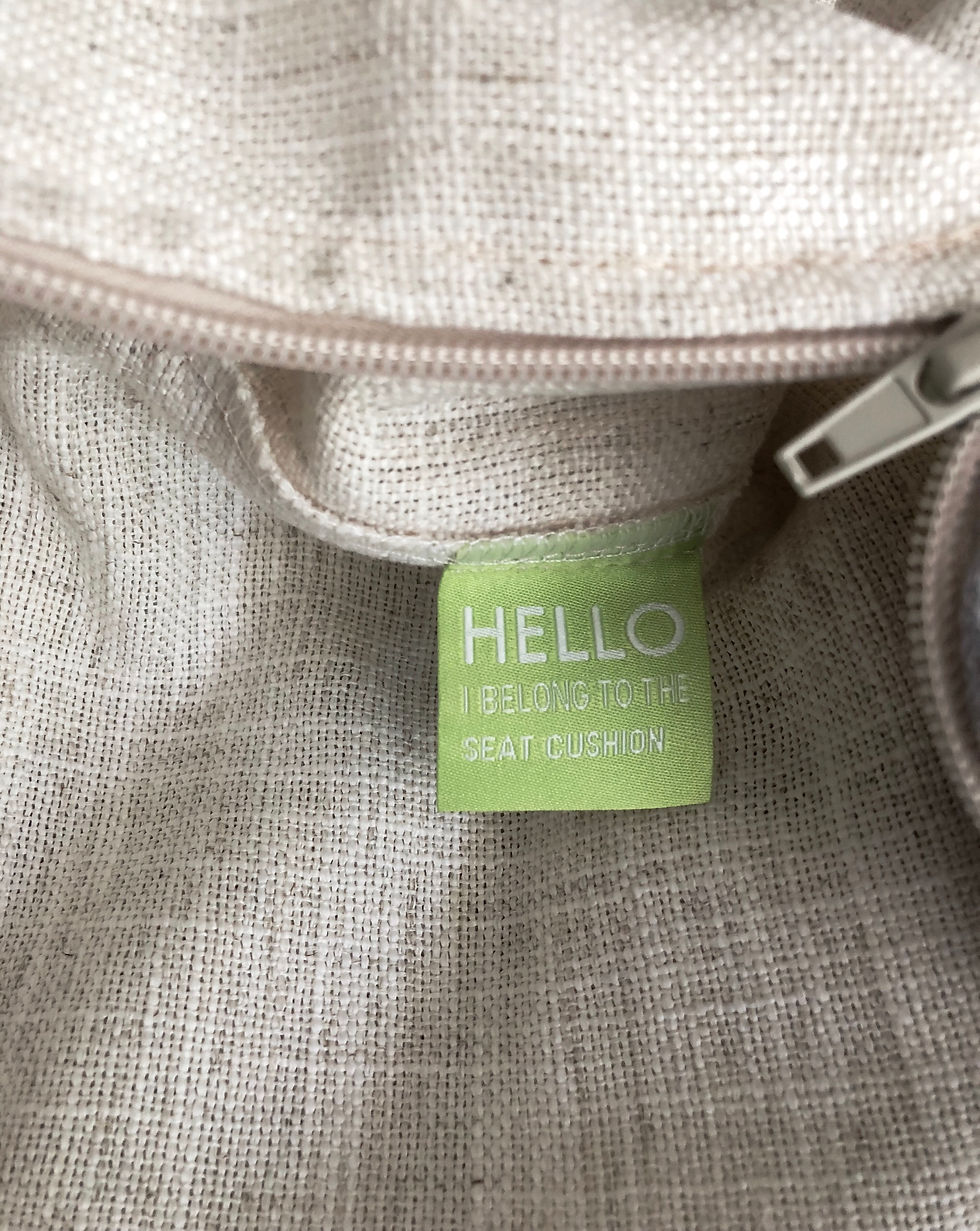 HELLO
I BELONG TO THE
SEAT CUSHION